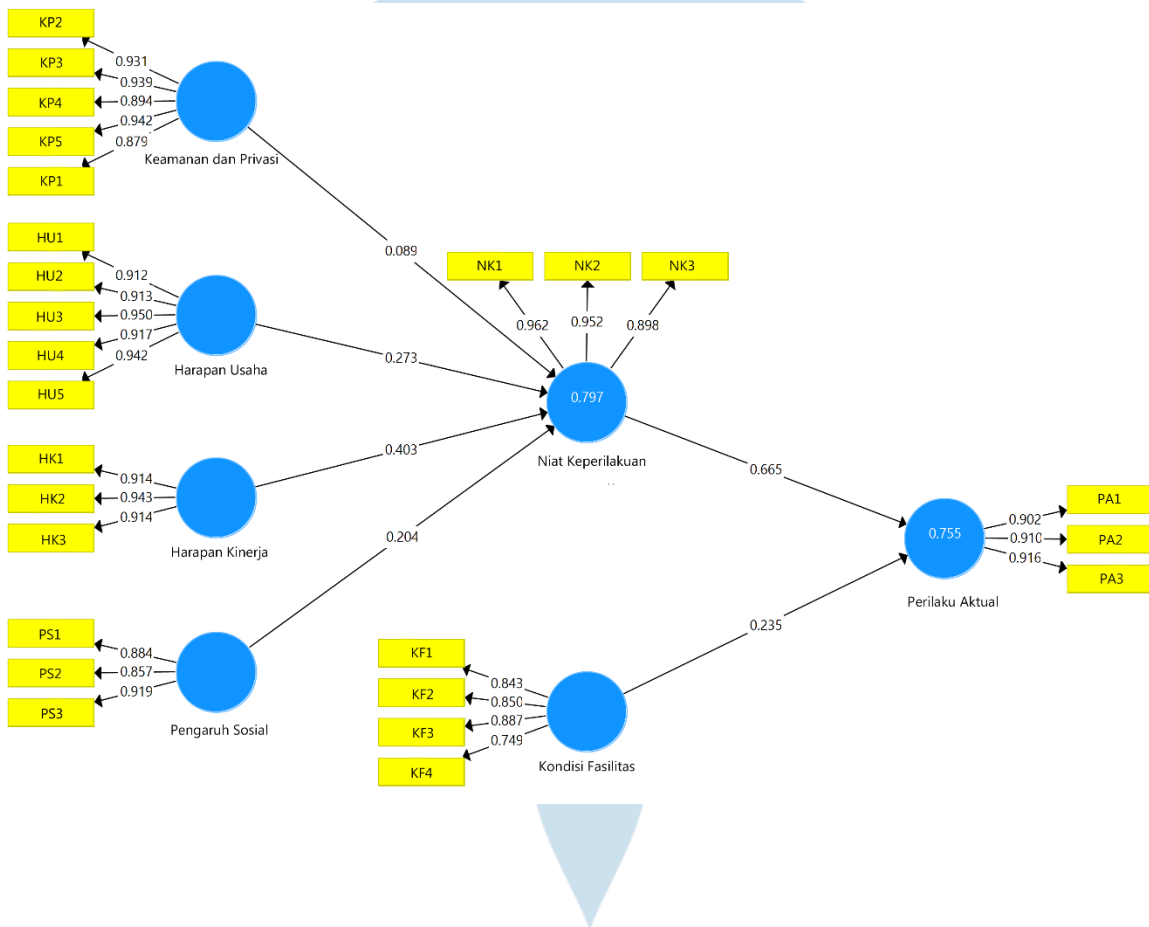 KP2
KP3
KP4
KP5
KP1
0.931
0.939
0.894
0.942
0.879
Keamanan dan Privasi
0.089
HU1
HU2
HU3
HU4
HU5
0.912
0.913
0.950
0.917
0.942
Harapan Usaha
0.273
HK1
HK2
HK3
0.914
0.943
0.914
Harapan Kinerja
0.403
PS1
PS2
PS3
0.884
0.857
0.919
Pengaruh Sosial
0.204
NK1
NK2
NK3
0.962
0.952
0.898
0.797
Niat Keperilakuan
..
0.665
KF1
KF2
KF3
KF4
0.843
0.850
0.887
0.749
Kondisi Fasilitas
0.235
0.755
Perilaku Aktual
0.902
0.910
0.916
PA1
PA2
PA3